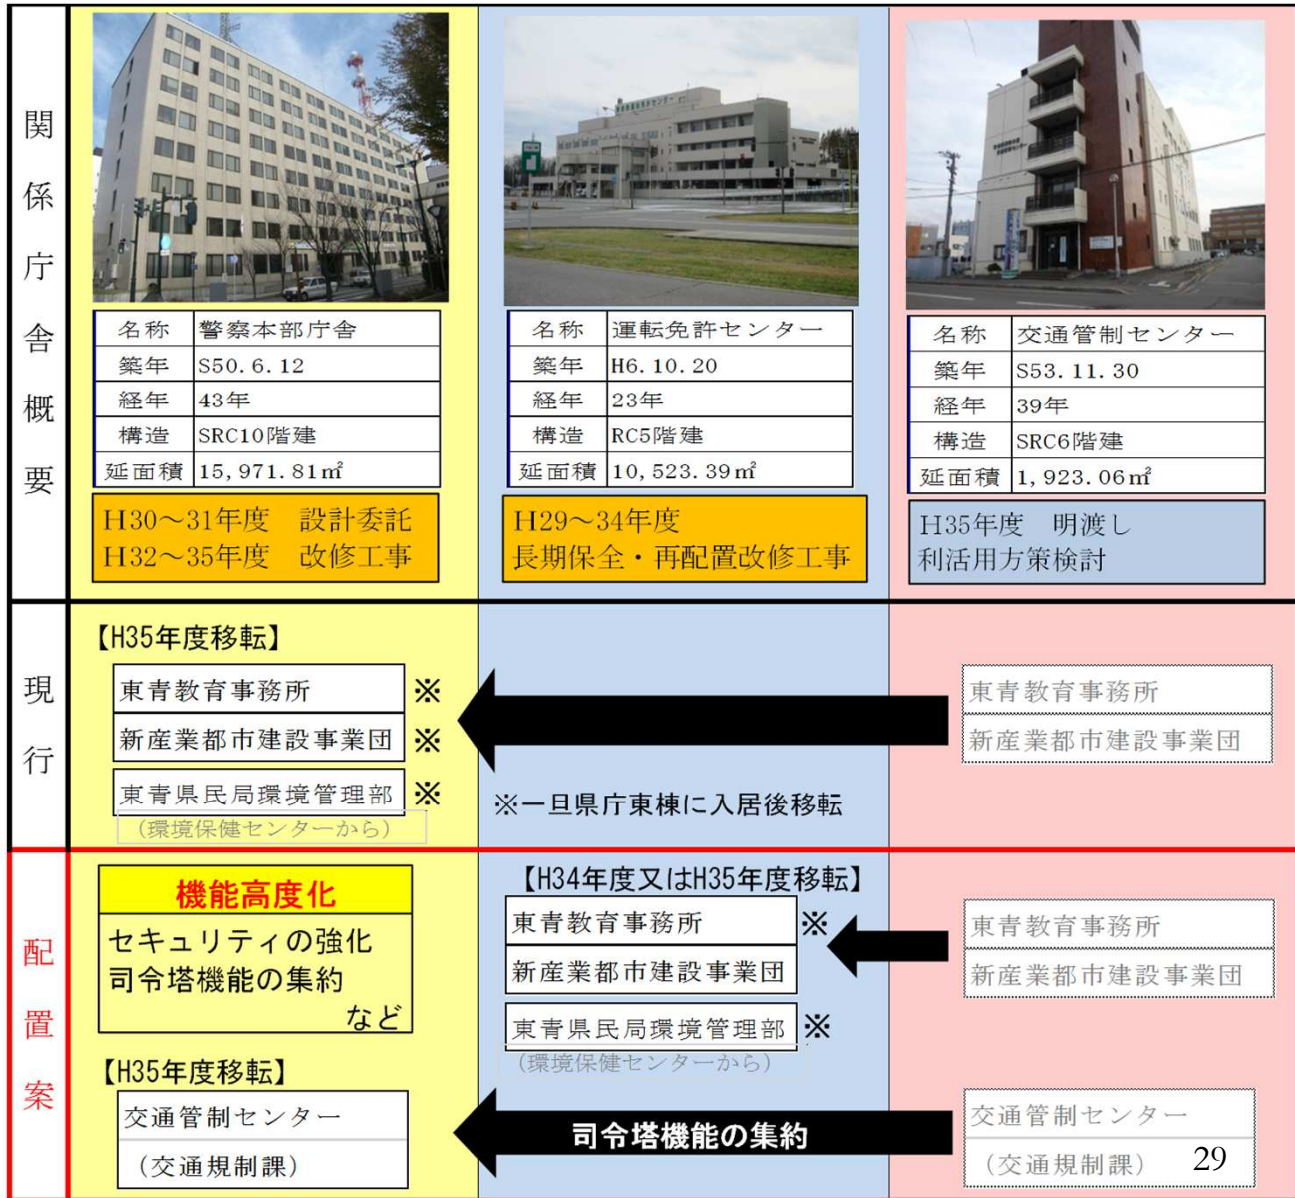 関係庁舎概要
名称 警察本部庁舎
築年 S50.6.12
経年 43年
構造 SRC10階建
延面積 15,971.81㎡
H30～31年度 設計委託
H32～35年度 改修工事
名称 運転免許センター
築年 H6.10.20
経年 23年
構造 RC5階建
延面積 10,523.39㎡
H29～34年度
長期保全・再配置改修工事
名称 交通管制センター
築年 S53.11.30
経年 39年
構造 SRC6階建
延面積 1,923.06㎡
H35年度 明渡し
利活用方策検討
現行
【H35年度移転】
東青教育事務所 ※
新産業都市建設事業団 ※
東青県民局環境管理部 ※
(環境保健センターから)
※一旦県庁東棟に入居後移転
東青教育事務所
新産業都市建設事業団
配置案
機能高度化
セキュリティの強化
司令塔機能の集約
など
【H35年度移転】
交通管制センター
(交通規制課)
【H34年度又はH35年度移転】
東青教育事務所 ※
新産業都市建設事業団
東青県民局環境管理部 ※
(環境保健センターから)
司令塔機能の集約
東青教育事務所
新産業都市建設事業団
交通管制センター
(交通規制課)
29